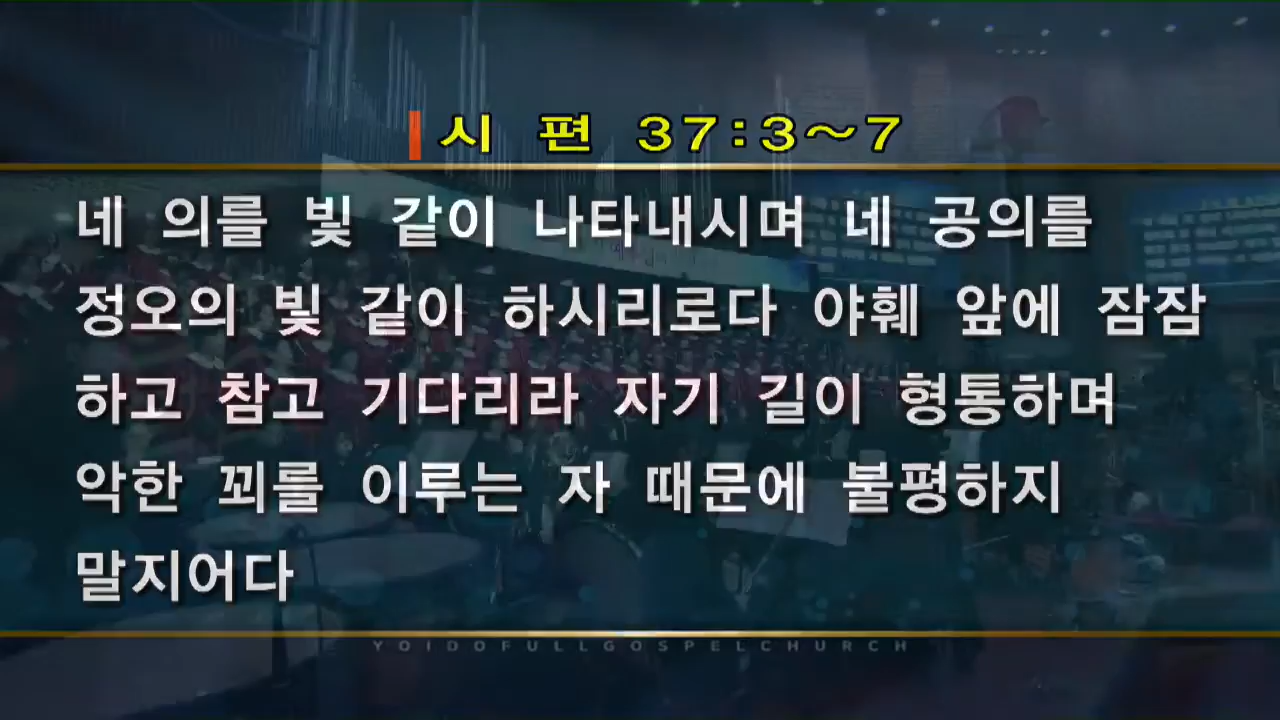 시 편 37:3~7
네 의를 빛 같이 나타내시며 네 공의를
정오의 빛 같이 하시리로다 야훼 앞에 잠잠
하고 참고 기다리라 자기 길이 형통하며
악한 꾀를 이루는 자 때문에 불평하지
말지어다
YOIDOFULLGOSPELCHURCH